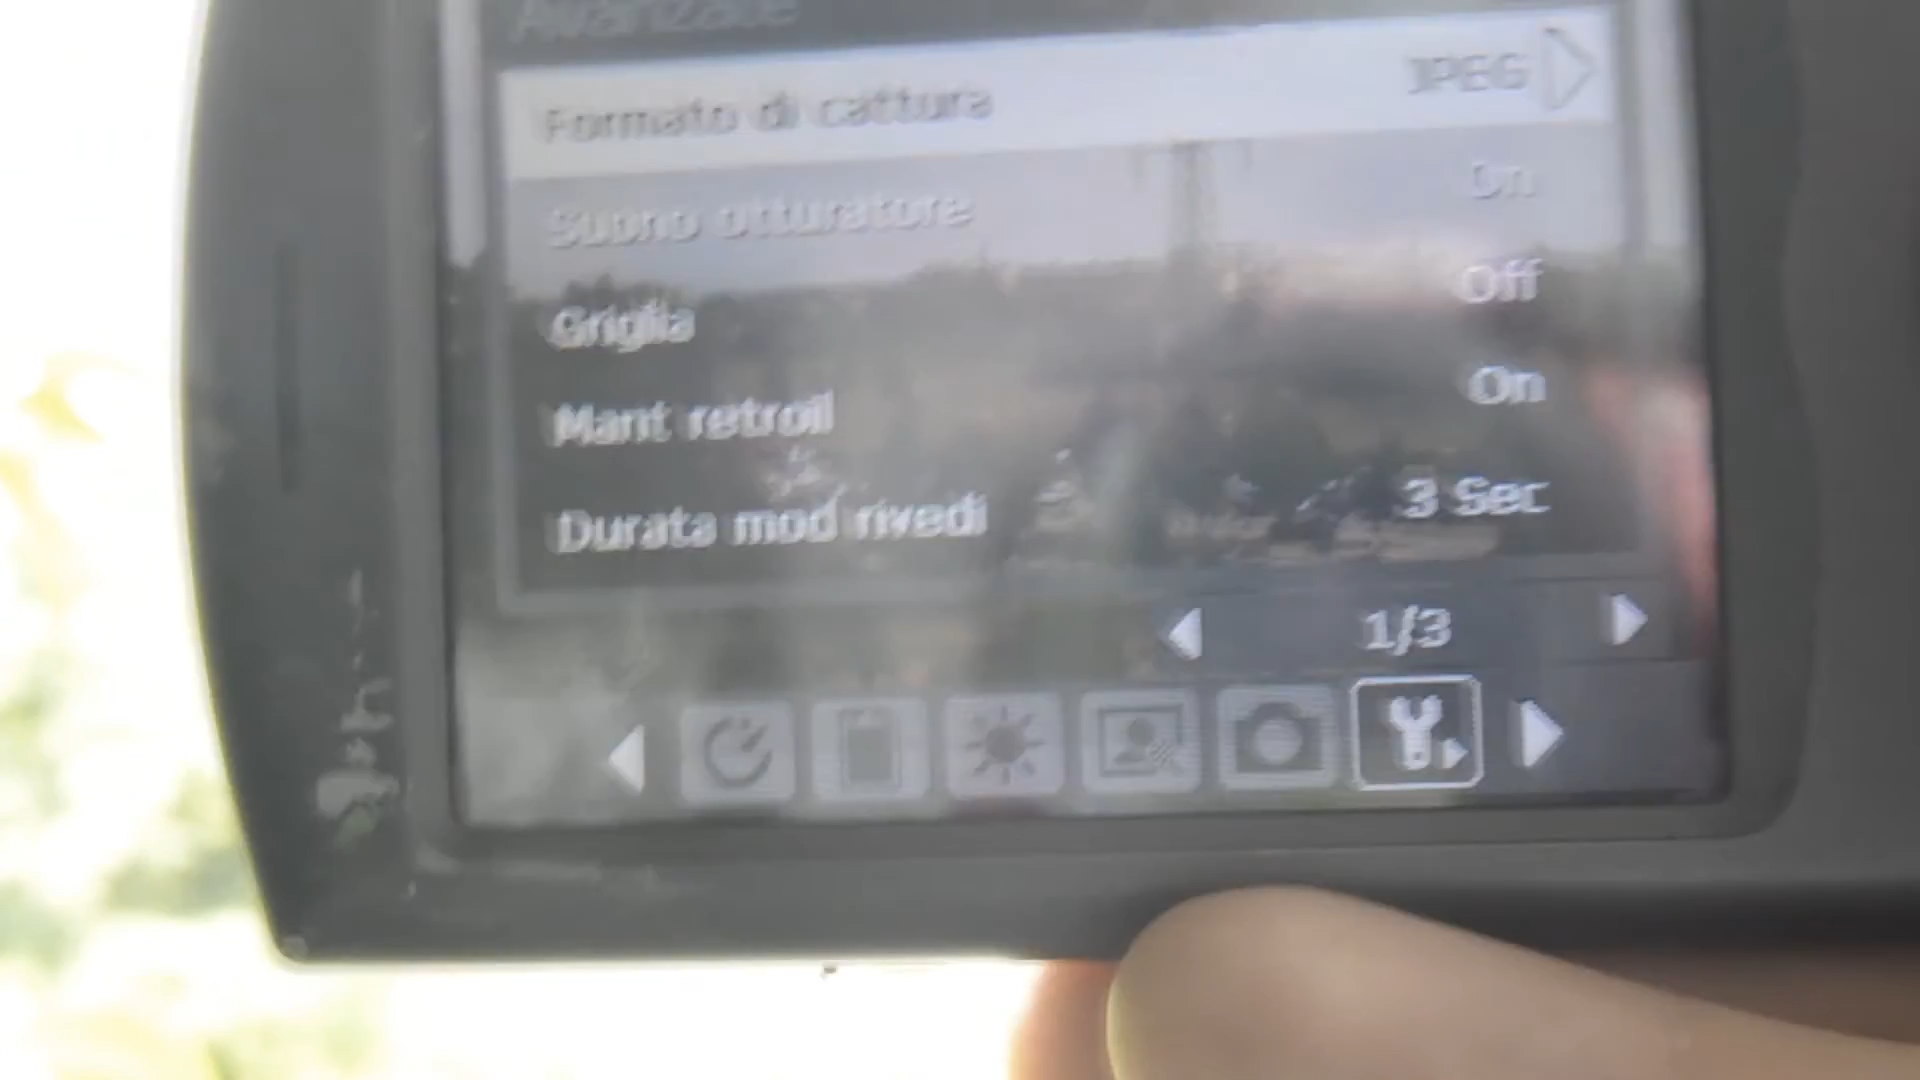 Avanzate
Formato di cattura JPEG
Suono otturatore On
Griglia Off
Mant retroil On
Durata mod rivedi 3 Sec
1/3